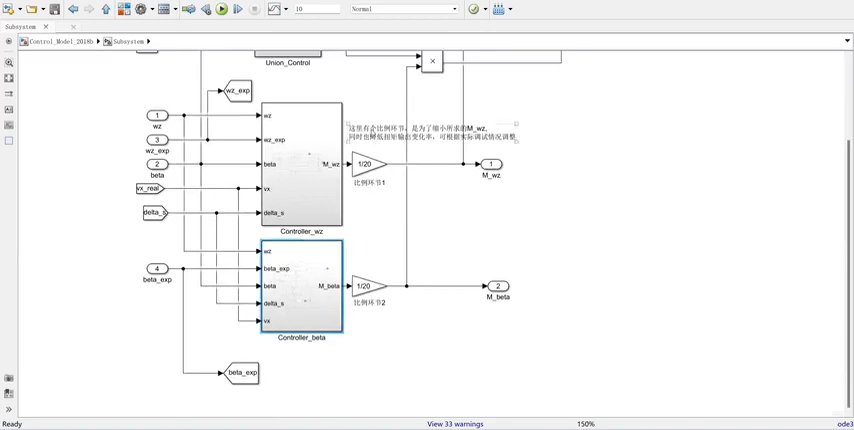 10
Normal
Subsystem
Control_Model_2018b
Subsystem
Union_Control
×
wz_exp
1
wz
3
wz_exp
2
beta
vx_real
delta_s
wz
wz_exp
beta
vx
delta_s
M_wz
Controller_wz
这里有个比例环节，是为了缩小所求的M_wz，
同时也降低扭矩输出变化率，可根据实际调试情况调整
1/20
比例环节1
1
M_wz
4
beta_exp
wz
beta_exp
beta
delta_s
vx
M_beta
Controller_beta
1/20
比例环节2
2
M_beta
beta_exp
Ready
View 33 warnings
150%
ode3